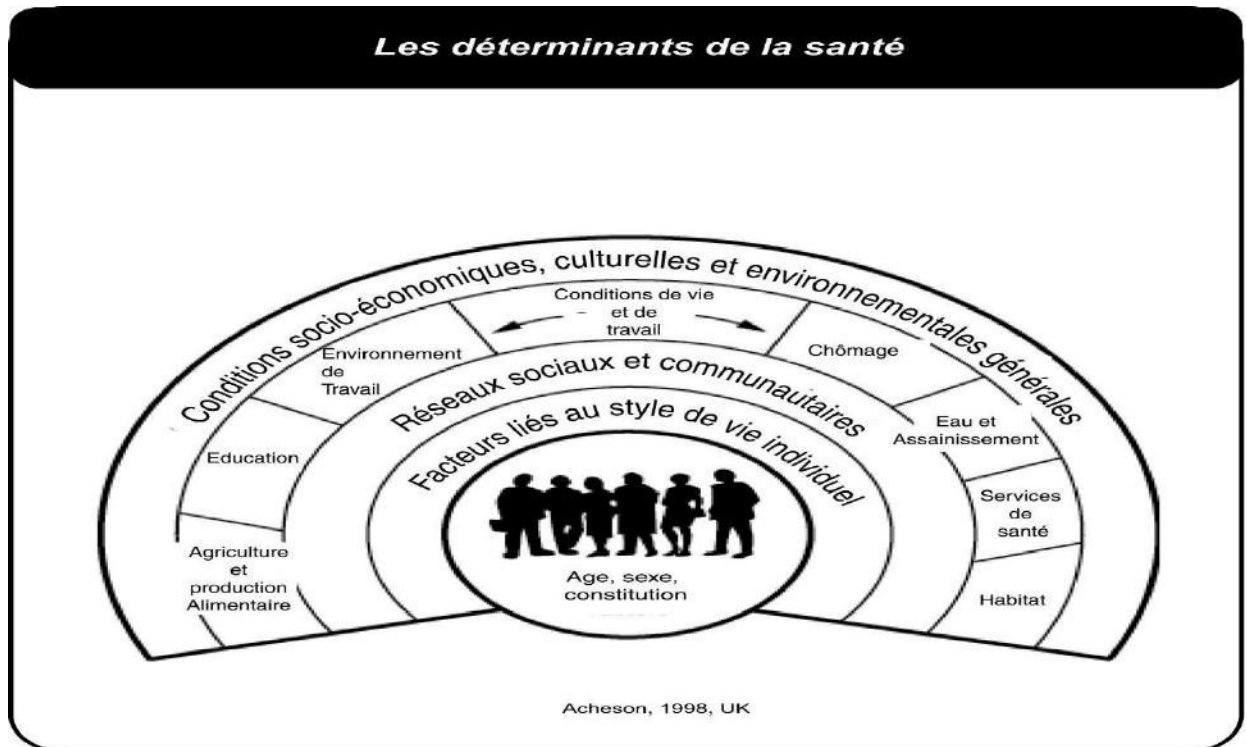 Les déterminants de la santé
Conditions socio-économiques, culturelles et environnementales générales
Conditions de vie
et de
travail
Environnement
de
Travail
Chômage
Réseaux sociaux et communautaires
Education
Eau et
Assainissement
Facteurs liés au style de vie individuel
Services
de
santé
Agriculture
et
production
Alimentaire
Habitat
Age, sexe,
constitution
Acheson, 1998, UK